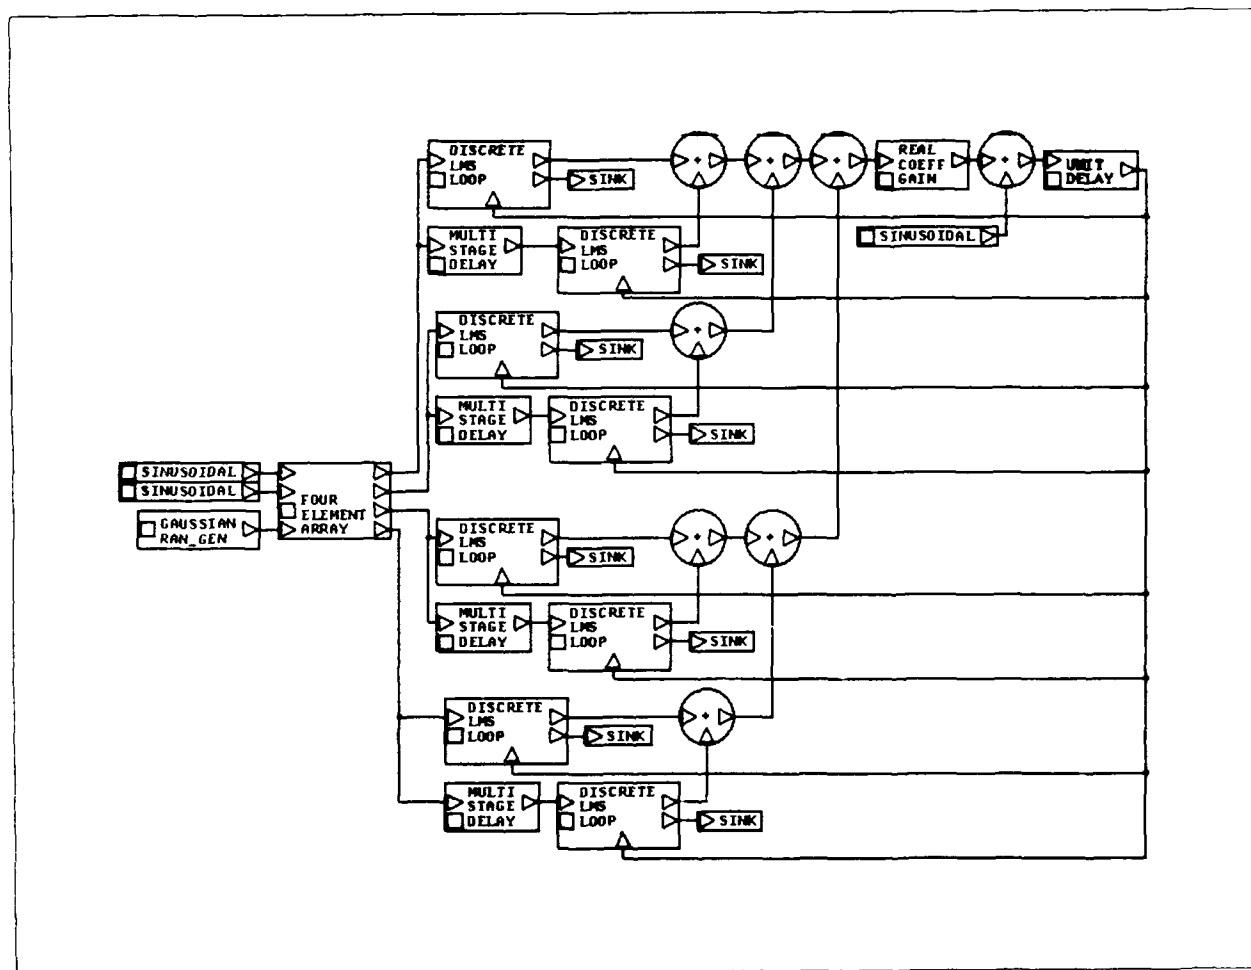 DISCRETE
LMS
LOOP
SINK
+
+
+
REAL
COEFF
GAIN
+
UNIT
DELAY
SINUSOIDAL
MULTI
STAGE
DELAY
DISCRETE
LMS
LOOP
SINK
DISCRETE
LMS
LOOP
SINK
+
MULTI
STAGE
DELAY
DISCRETE
LMS
LOOP
SINK
SINUSOIDAL
SINUSOIDAL
GAUSSIAN
RAN_GEN
FOUR
ELEMENT
ARRAY
DISCRETE
LMS
LOOP
SINK
+
+
MULTI
STAGE
DELAY
DISCRETE
LMS
LOOP
SINK
DISCRETE
LMS
LOOP
SINK
+
MULTI
STAGE
DELAY
DISCRETE
LMS
LOOP
SINK